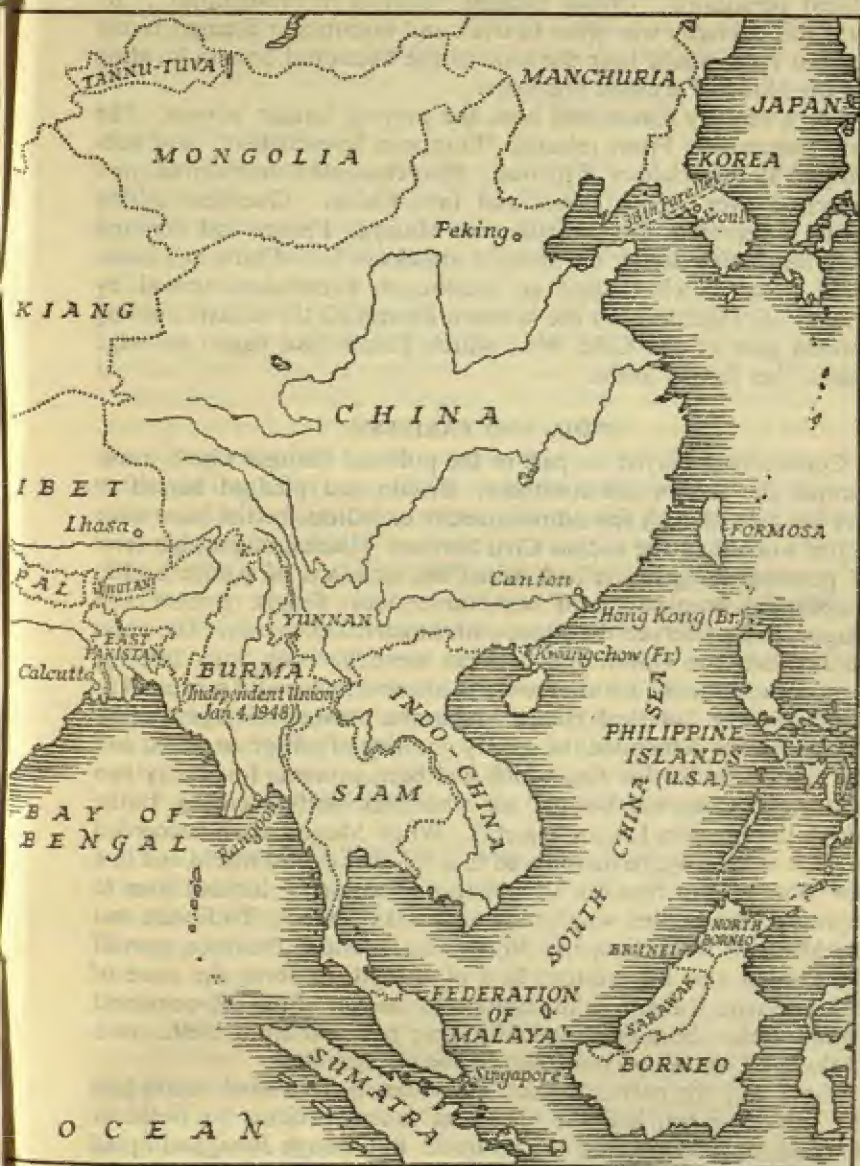 TANNU-TUVA
MANCHURIA
JAPAN
MONGOLIA
KOREA
38th Parellel
Seoul
Peking
KIANG
CHINA
IBET
Lhasa
FORMOSA
PAL
BHUTAN
Canton
Hong Kong (Br)
YUNNAN
EAST
PAKISTAN
Kwangchow (Fr)
Calcutta
BURMA
(Independent Union
Jan. 4, 1948))
INDO-CHINA
PHILIPPINE
ISLANDS
(U.S.A.)
SIAM
BAY OF
BENGAL
Rangoon
SOUTH CHINA SEA
NORTH
BORNEO
BRUNEI
FEDERATION
OF
MALAYA
SARAWAK
BORNEO
Singapore
SUMATRA
OCEAN